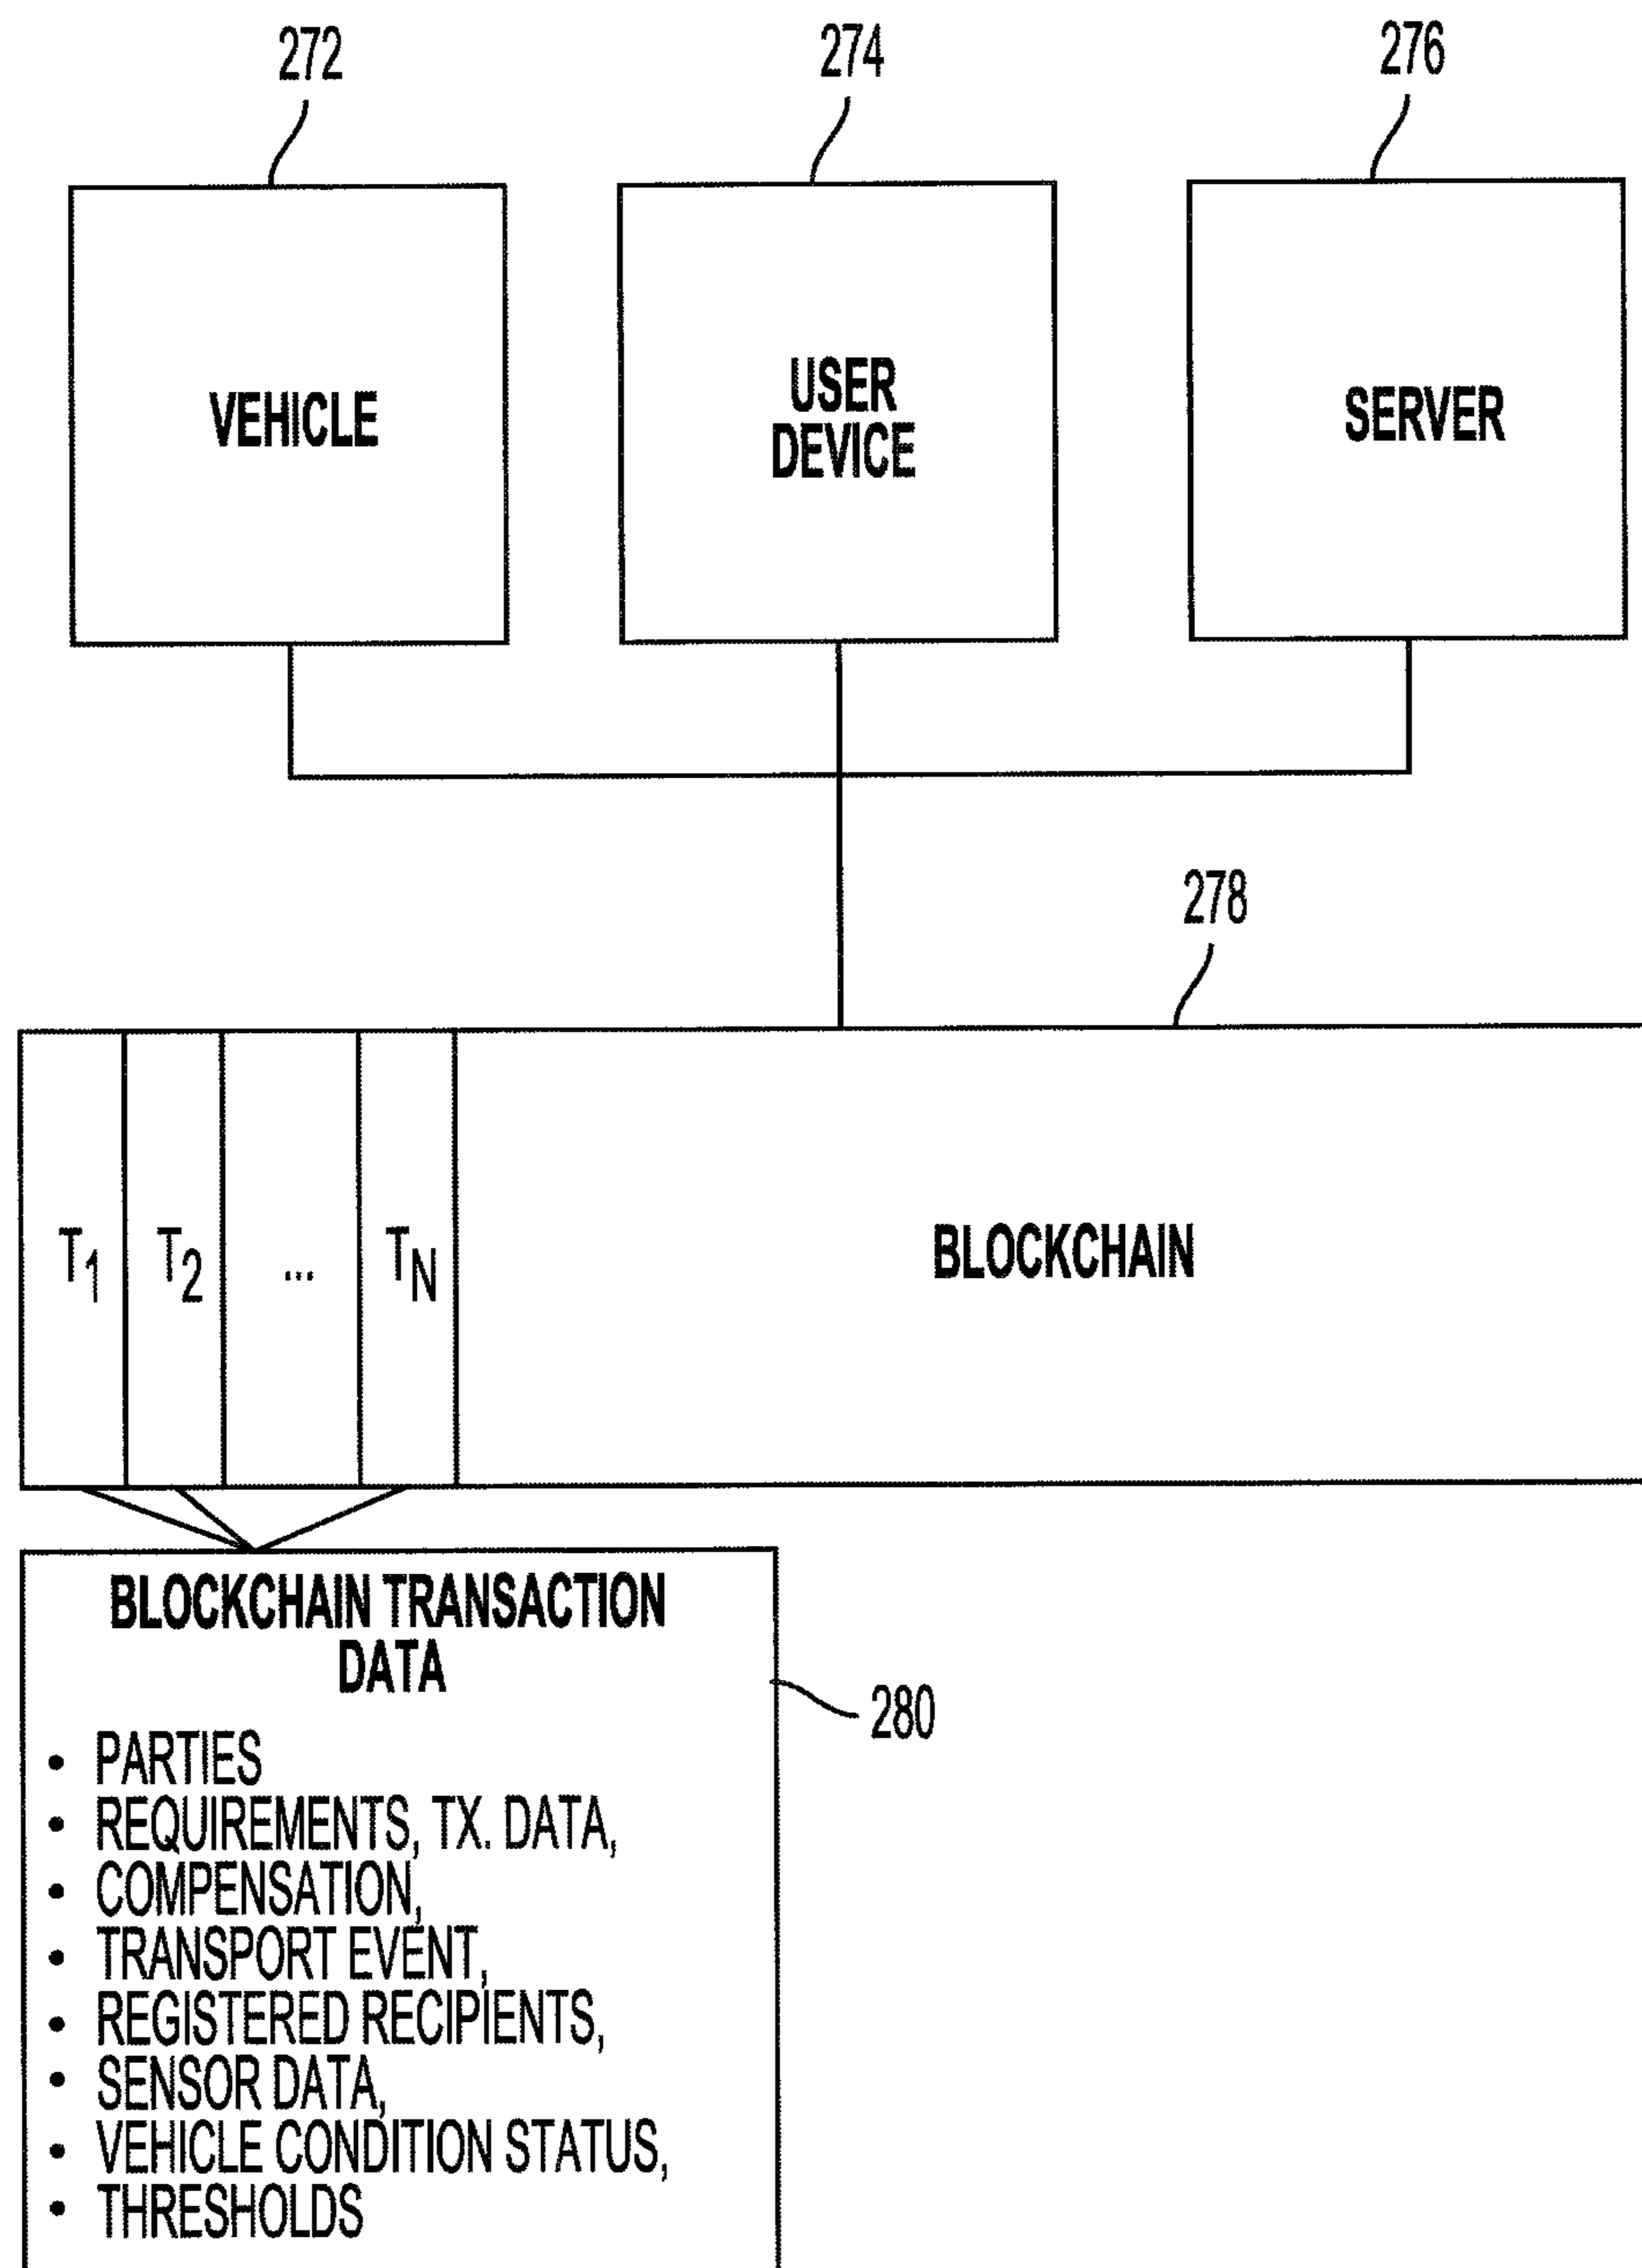 272
274
276
VEHICLE
USER
DEVICE
SERVER
278
T1
T2
...
TN
BLOCKCHAIN
BLOCKCHAIN TRANSACTION
DATA
280
• PARTIES
• REQUIREMENTS, TX. DATA,
• COMPENSATION,
• TRANSPORT EVENT,
• REGISTERED RECIPIENTS,
• SENSOR DATA,
• VEHICLE CONDITION STATUS,
• THRESHOLDS